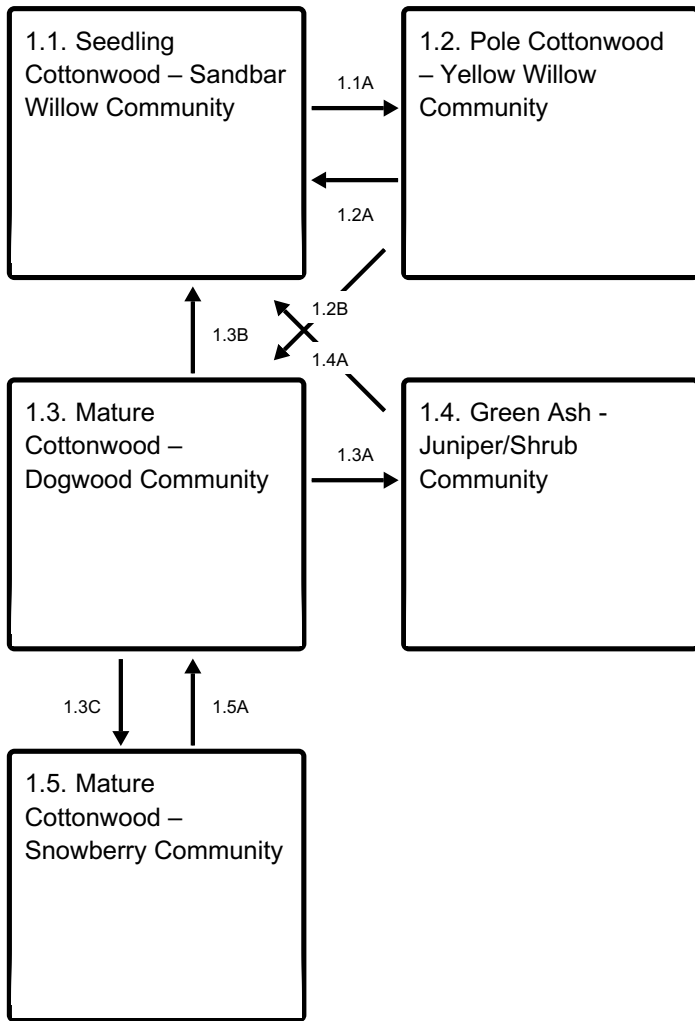 1.1. Seedling
Cottonwood – Sandbar
Willow Community
1.1A
1.2. Pole Cottonwood
– Yellow Willow
Community
1.2A
1.2B
1.3B
1.4A
1.3. Mature
Cottonwood –
Dogwood Community
1.3A
1.4. Green Ash -
Juniper/Shrub
Community
1.3C
1.5A
1.5. Mature
Cottonwood –
Snowberry Community